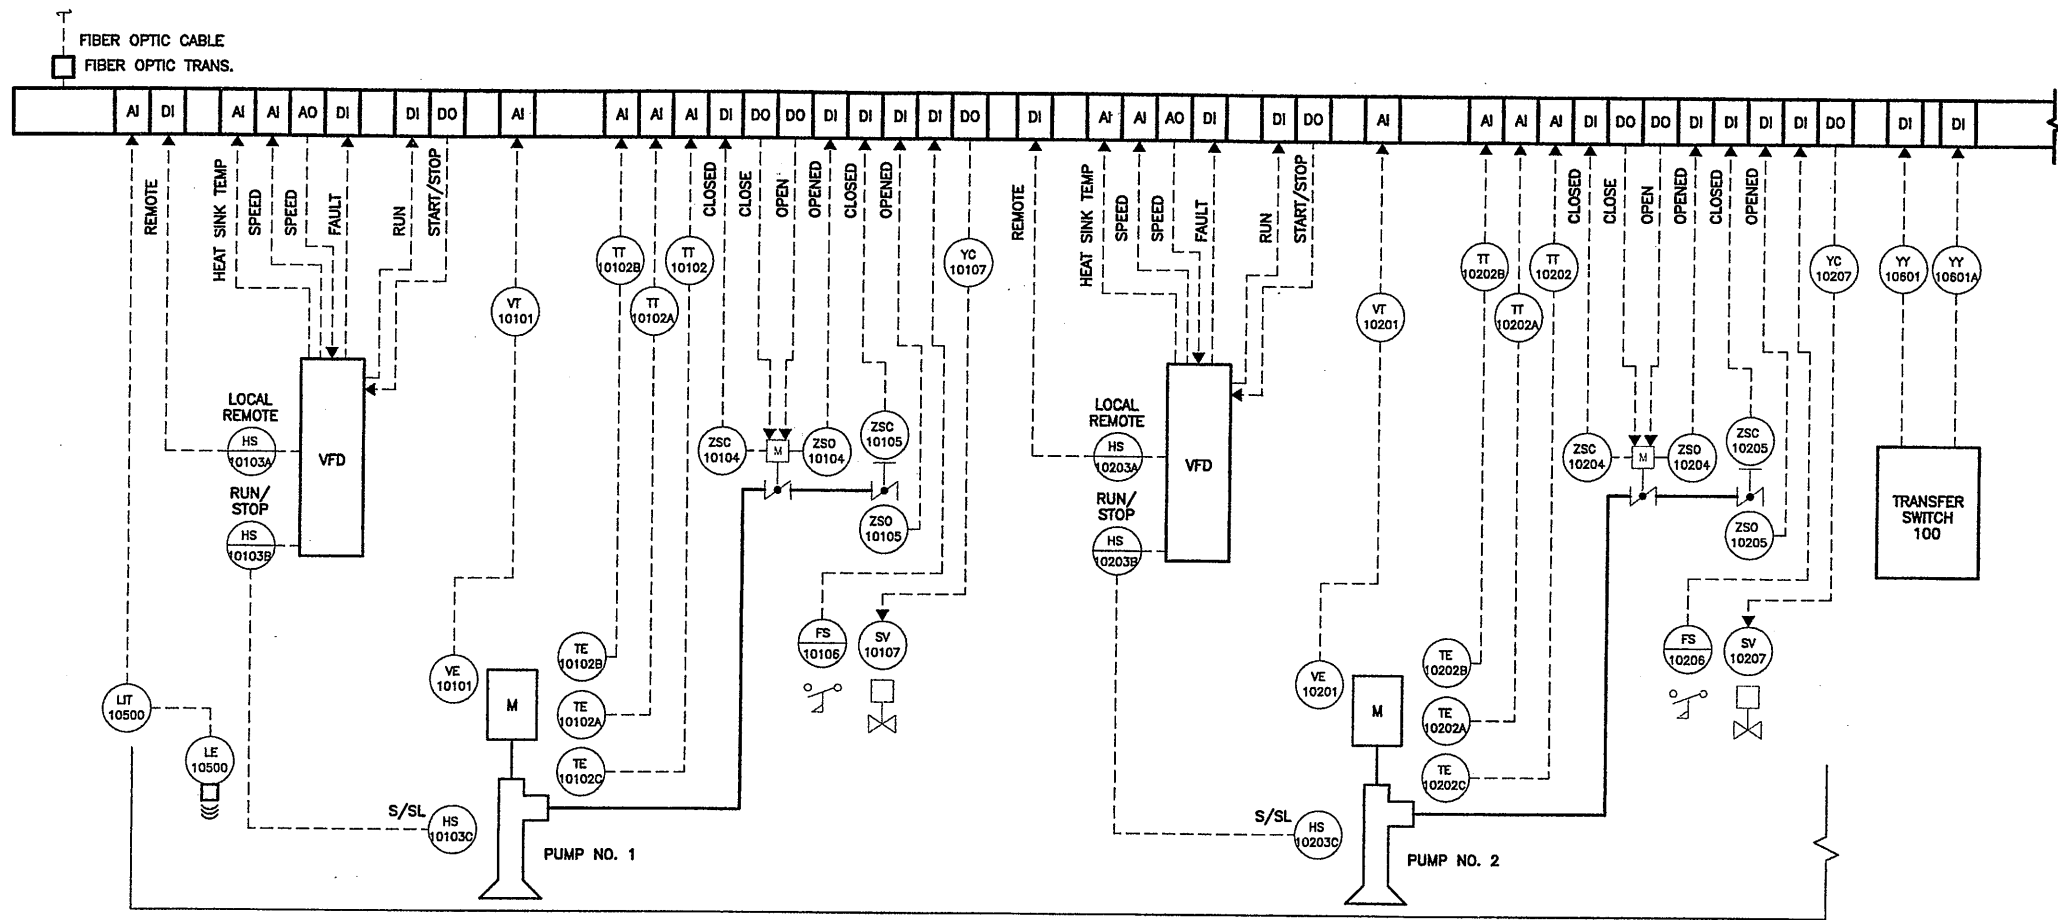 FIBER OPTIC CABLE
FIBER OPTIC TRANS.
AI DI AI AI AO DI DI DO AI AI AI AI DI DO DO DI DI DI DI DO DI AI AI AO DI DI DO AI AI AI AI DI DO DO DI DI DI DI DO DI DI
REMOTE
HEAT SINK TEMP
SPEED
SPEED
FAULT
RUN
START/STOP
CLOSED
CLOSE
OPEN
OPENED
CLOSED
OPENED
REMOTE
HEAT SINK TEMP
SPEED
SPEED
FAULT
RUN
START/STOP
CLOSED
CLOSE
OPEN
OPENED
CLOSED
OPENED
TT
10102B
TT
10102
TT
10102A
YC
10107
VT
10101
TT
10202B
TT
10202
TT
10202A
YC
10207
VT
10201
YY
10601
YY
10601A
LOCAL
REMOTE
HS
10103A
VFD
RUN/
STOP
HS
10103B
ZSC
10104
M
ZSO
10104
ZSC
10105
ZSO
10105
LOCAL
REMOTE
HS
10203A
VFD
RUN/
STOP
HS
10203B
ZSC
10204
M
ZSO
10204
ZSC
10205
ZSO
10205
TRANSFER
SWITCH
100
FS
10106
SV
10107
VE
10101
TE
10102B
TE
10102A
TE
10102C
M
LIT
10500
LE
10500
S/SL
HS
10103C
PUMP NO. 1
FS
10206
SV
10207
VE
10201
TE
10202B
TE
10202A
TE
10202C
M
S/SL
HS
10203C
PUMP NO. 2